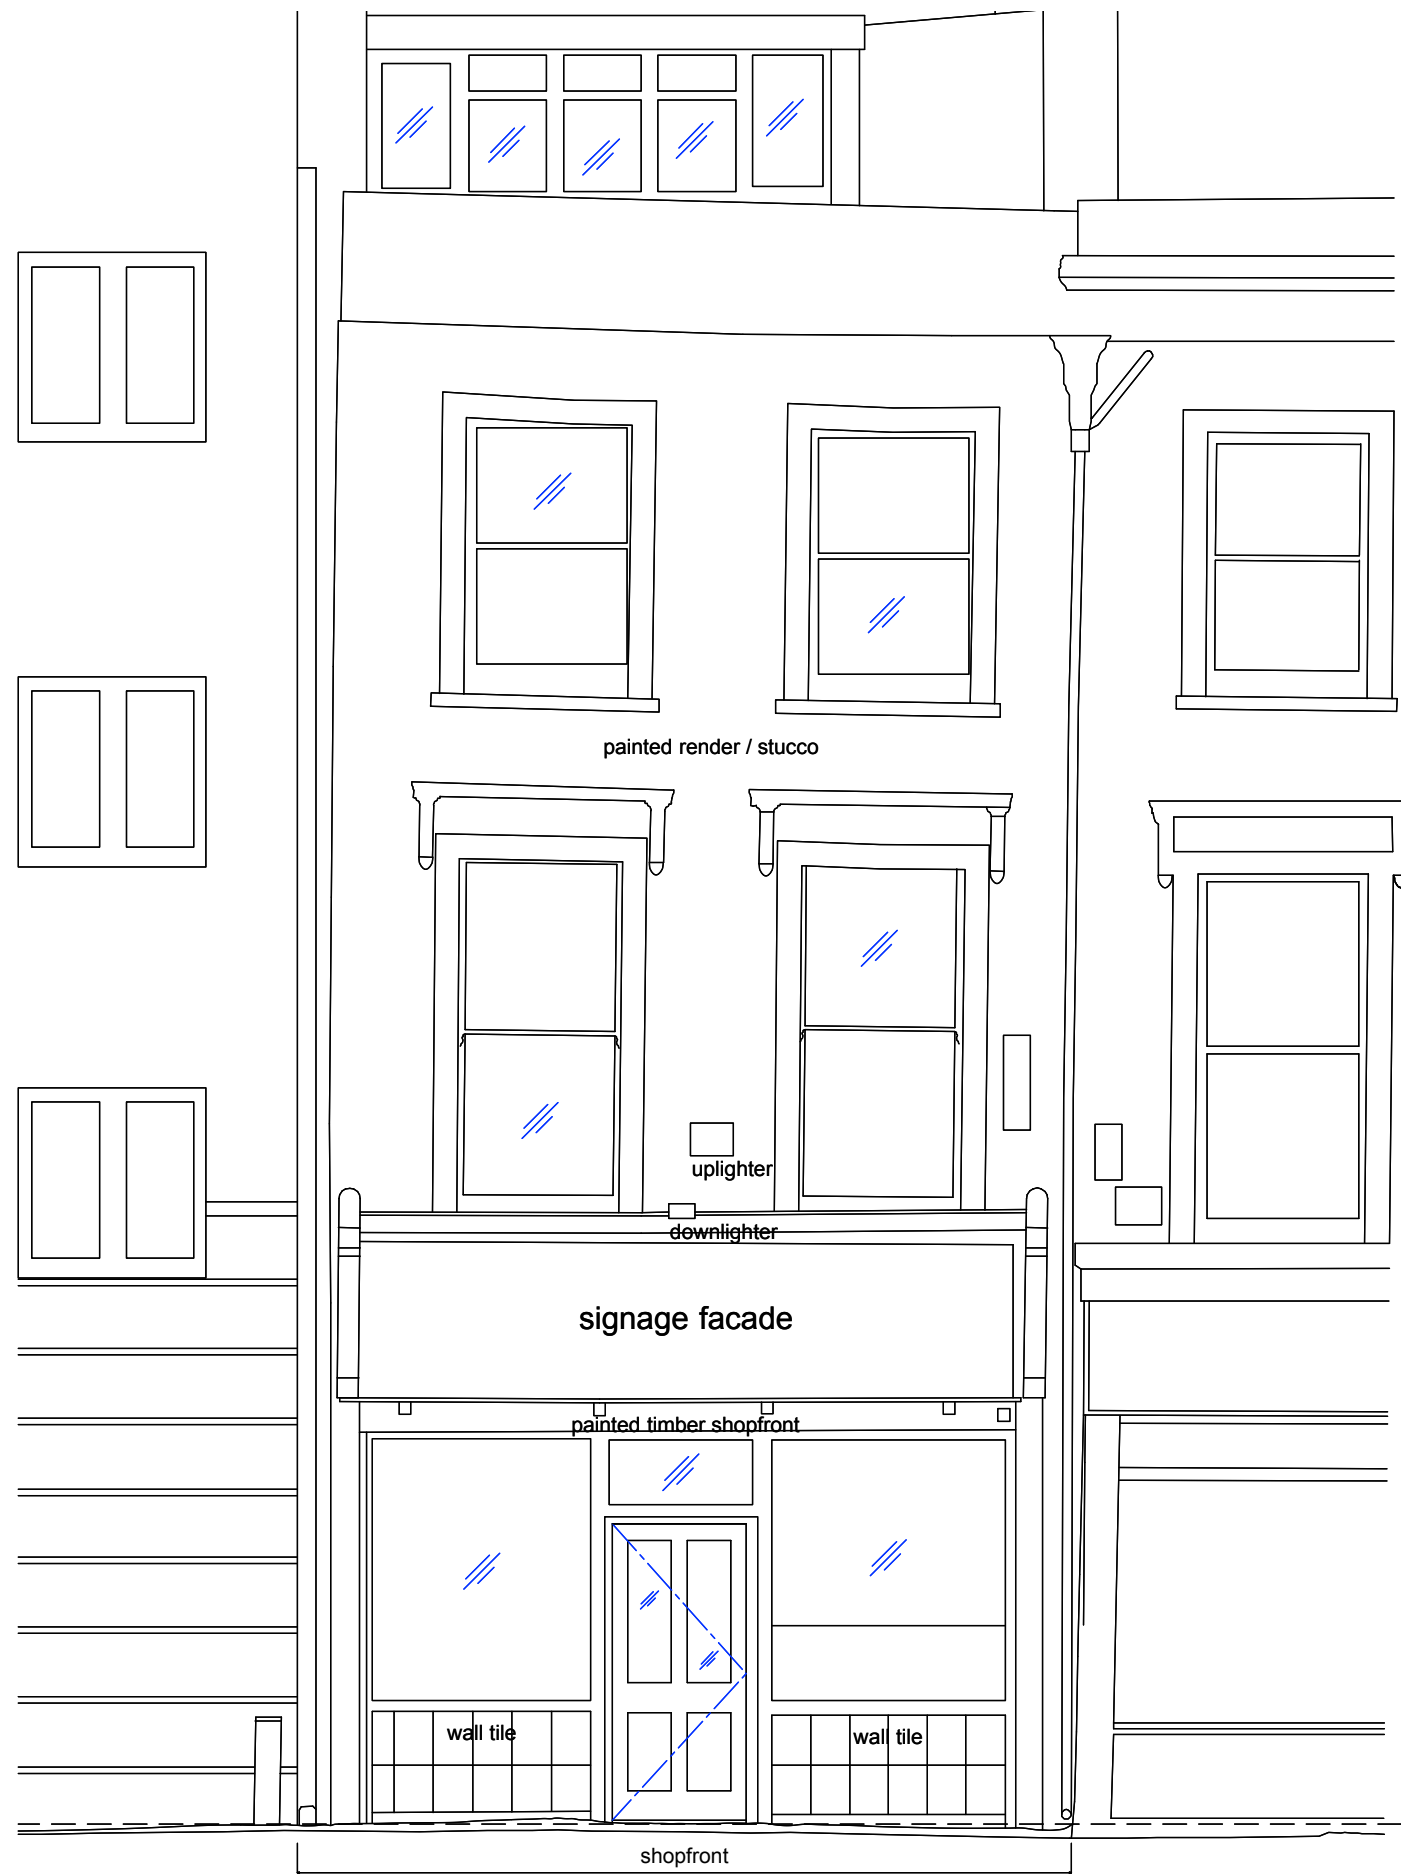 painted render / stucco
uplighter
downlighter
signage facade
painted timber shopfront
wall tile
wall tile
shopfront